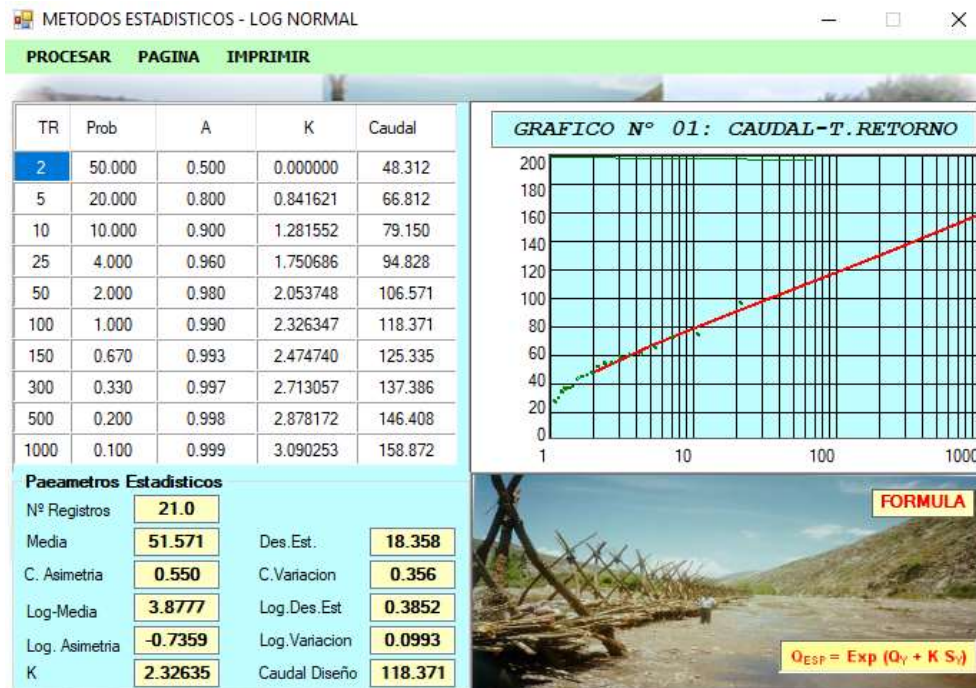 METODOS ESTADISTICOS - LOG NORMAL
PROCESAR PAGINA IMPRIMIR
TR Prob A K Caudal
2 50.000 0.500 0.000000 48.312
5 20.000 0.800 0.841621 66.812
10 10.000 0.900 1.281552 79.150
25 4.000 0.960 1.750686 94.828
50 2.000 0.980 2.053748 106.571
100 1.000 0.990 2.326347 118.371
150 0.670 0.993 2.474740 125.335
300 0.330 0.997 2.713057 137.386
500 0.200 0.998 2.878172 146.408
1000 0.100 0.999 3.090253 158.872
GRAFICO Nº 01: CAUDAL-T.RETORNO
200
180
160
140
120
100
80
60
40
20
0
1 10 100 1000
Paeametros Estadisticos
Nº Registros 21.0
Media 51.571 Des.Est. 18.358
C. Asimetria 0.550 C.Variacion 0.356
Log-Media 3.8777 Log.Des.Est 0.3852
Log. Asimetria -0.7359 Log.Variacion 0.0993
K 2.32635 Caudal Diseño 118.371
FORMULA
QESP = Exp (QY + K SY)